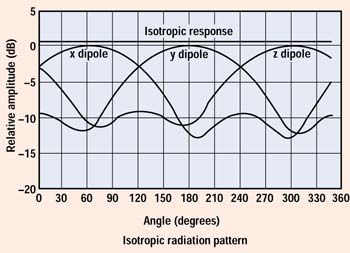 5
Isotropic response
0
x dipole y dipole z dipole
Relative amplitude (dB)
−5
−10
−15
−20
0 30 60 90 120 150 180 210 240 270 300 330 360
Angle (degrees)
Isotropic radiation pattern